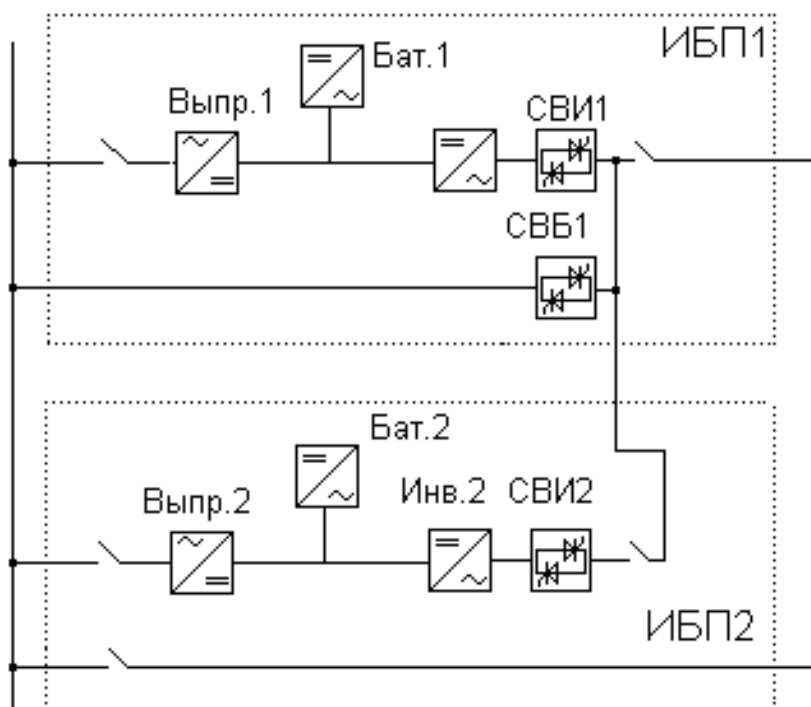 ИБП1
Бат.1
Выпр.1
СВИ1
СВБ1
Бат.2
Выпр.2
Инв.2
СВИ2
ИБП2